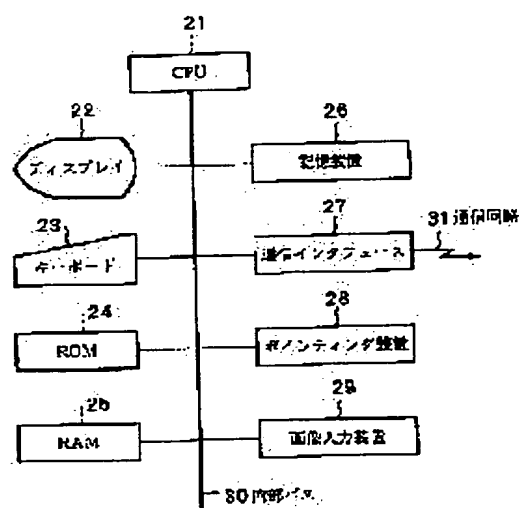 21
CPU
22
ディスプレイ
26
記憶装置
23
キーボード
27
通信インタフェース
31 通信回路
24
ROM
28
ポインティング装置
25
RAM
29
画像入力装置
30 内部バス